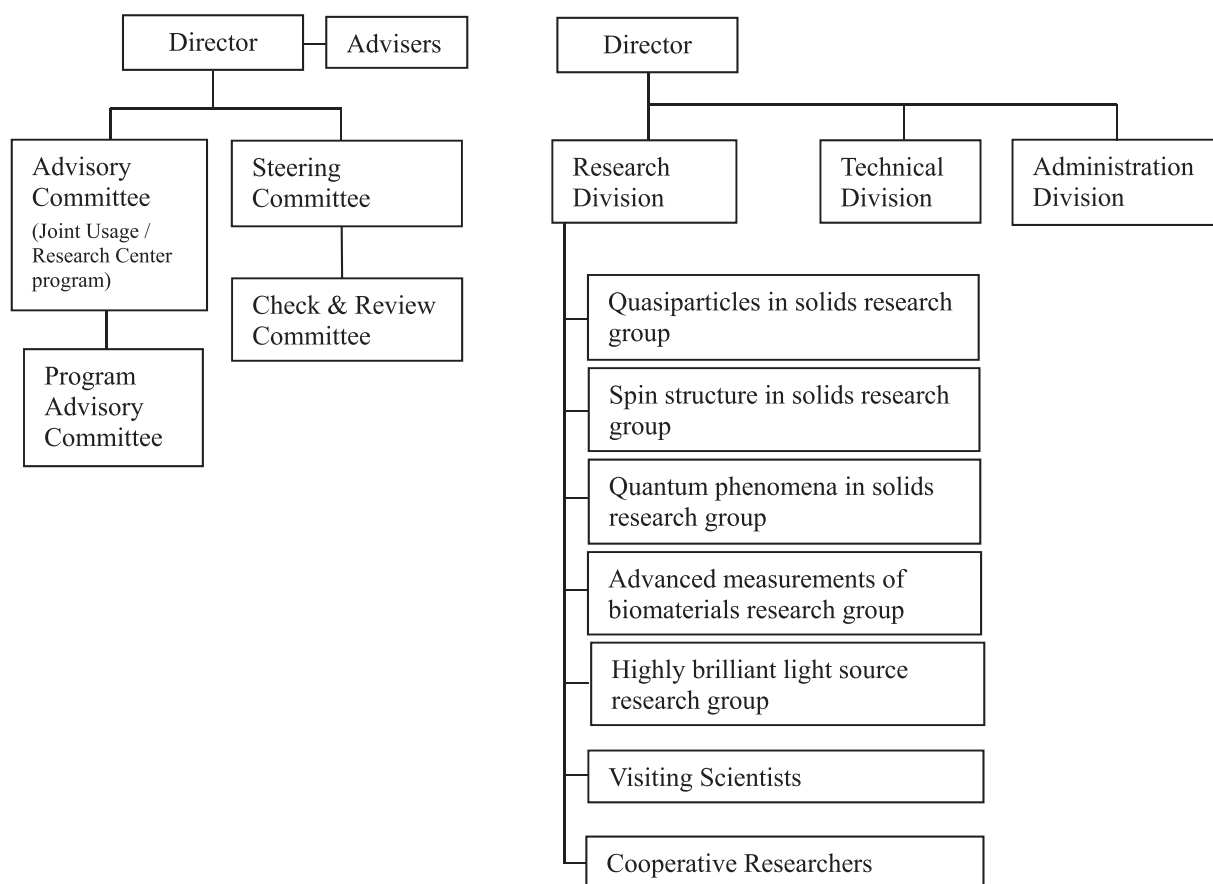 Director
Advisers
Advisory
Committee
(Joint Usage /
Research Center
program)
Steering
Committee
Check & Review
Committee
Program
Advisory
Committee
Director
Research
Division
Technical
Division
Administration
Division
Quasiparticles in solids research
group
Spin structure in solids research
group
Quantum phenomena in solids
research group
Advanced measurements of
biomaterials research group
Highly brilliant light source
research group
Visiting Scientists
Cooperative Researchers